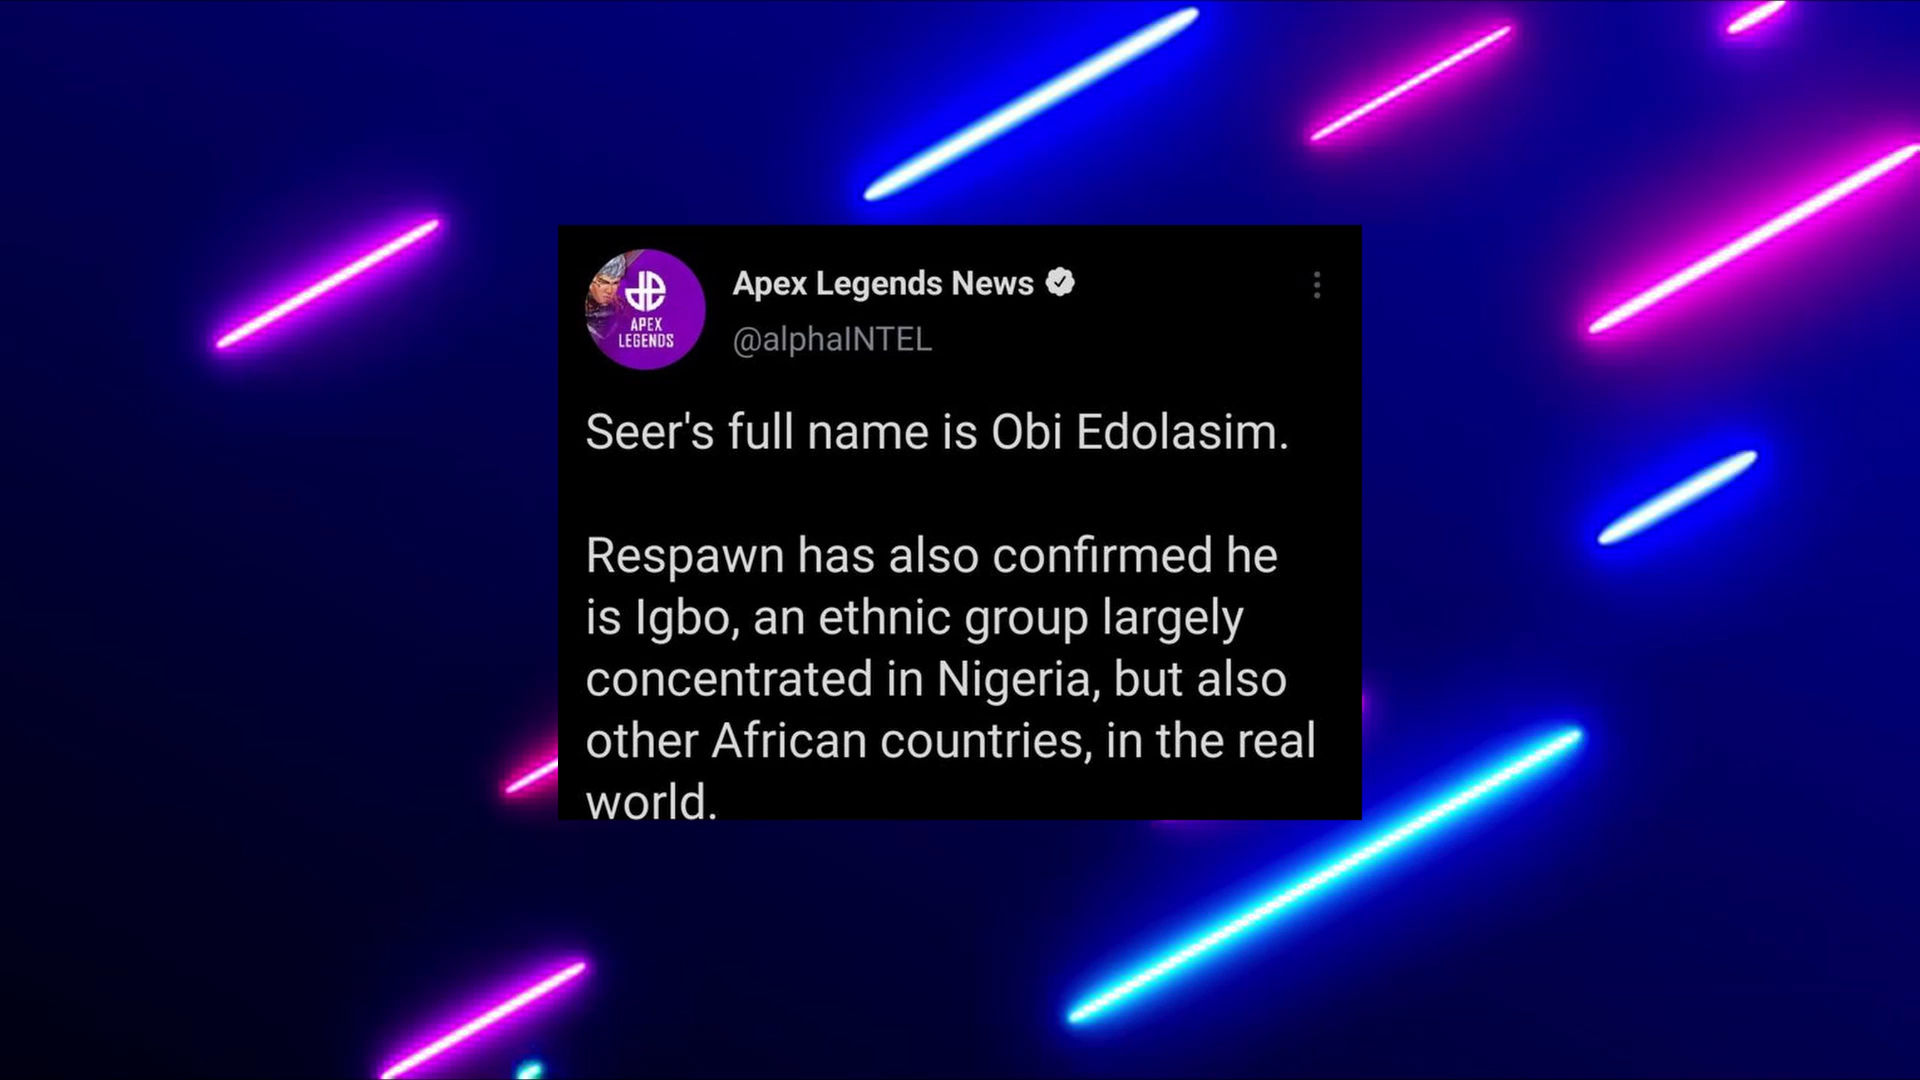 Apex Legends News
@alphaINTEL
APEX
LEGENDS
Seer's full name is Obi Edolasim.
Respawn has also confirmed he
is Igbo, an ethnic group largely
concentrated in Nigeria, but also
other African countries, in the real
world.